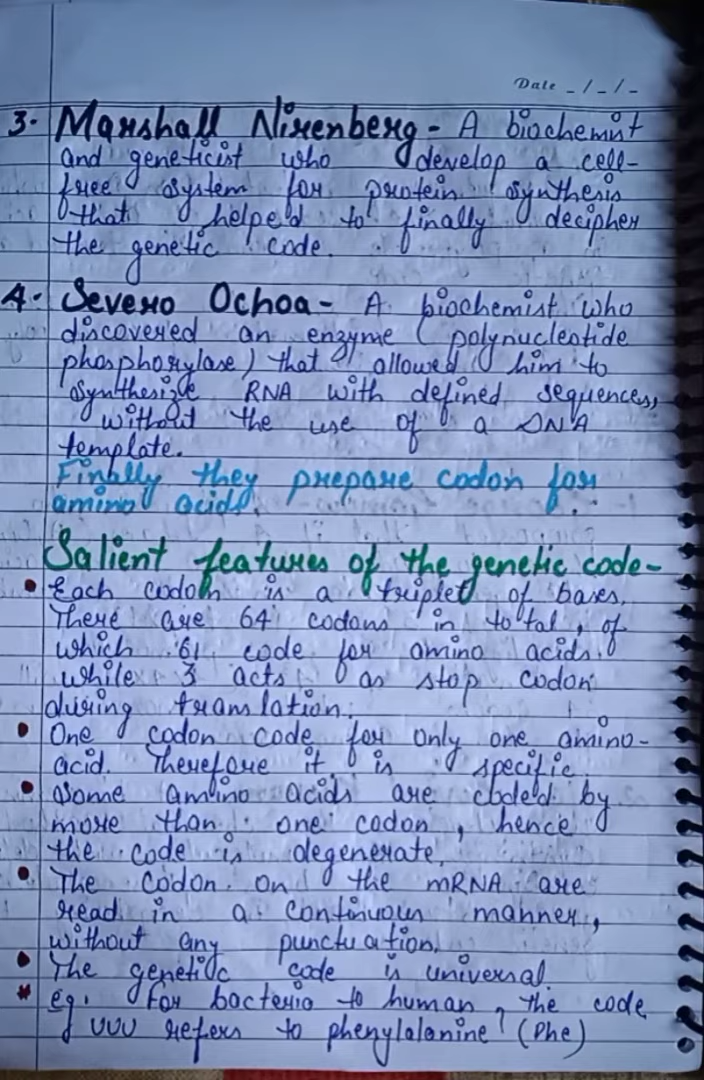 Date _/_/_
3. Marshall Nirenberg - A biochemist
and geneticist who develop a cell-
free system for protein synthesis
that helped to finally decipher
the genetic code.
4. Severo Ochoa - A biochemist who
discovered an enzyme (polynucleotide
phosphorylase) that allowed him to
synthesize RNA with defined sequences,
without the use of a DNA
template.
Finally they prepare codon for
amino acids.
Salient features of the genetic code-
• Each codon is a triplet of bases.
There are 64 codons in total, of
which 61 code for amino acids.
while 3 acts as stop codon
during translation.
• One codon code for only one amino-
acid. Therefore it is specific.
• Some amino acids are coded by
more than one codon, hence
the code is degenerate.
• The codon on the mRNA are
read in a continuous manner,
without any punctuation.
• The genetic code is universal.
* eg. For bacteria to human, the code
UUU refers to phenylalanine (Phe)